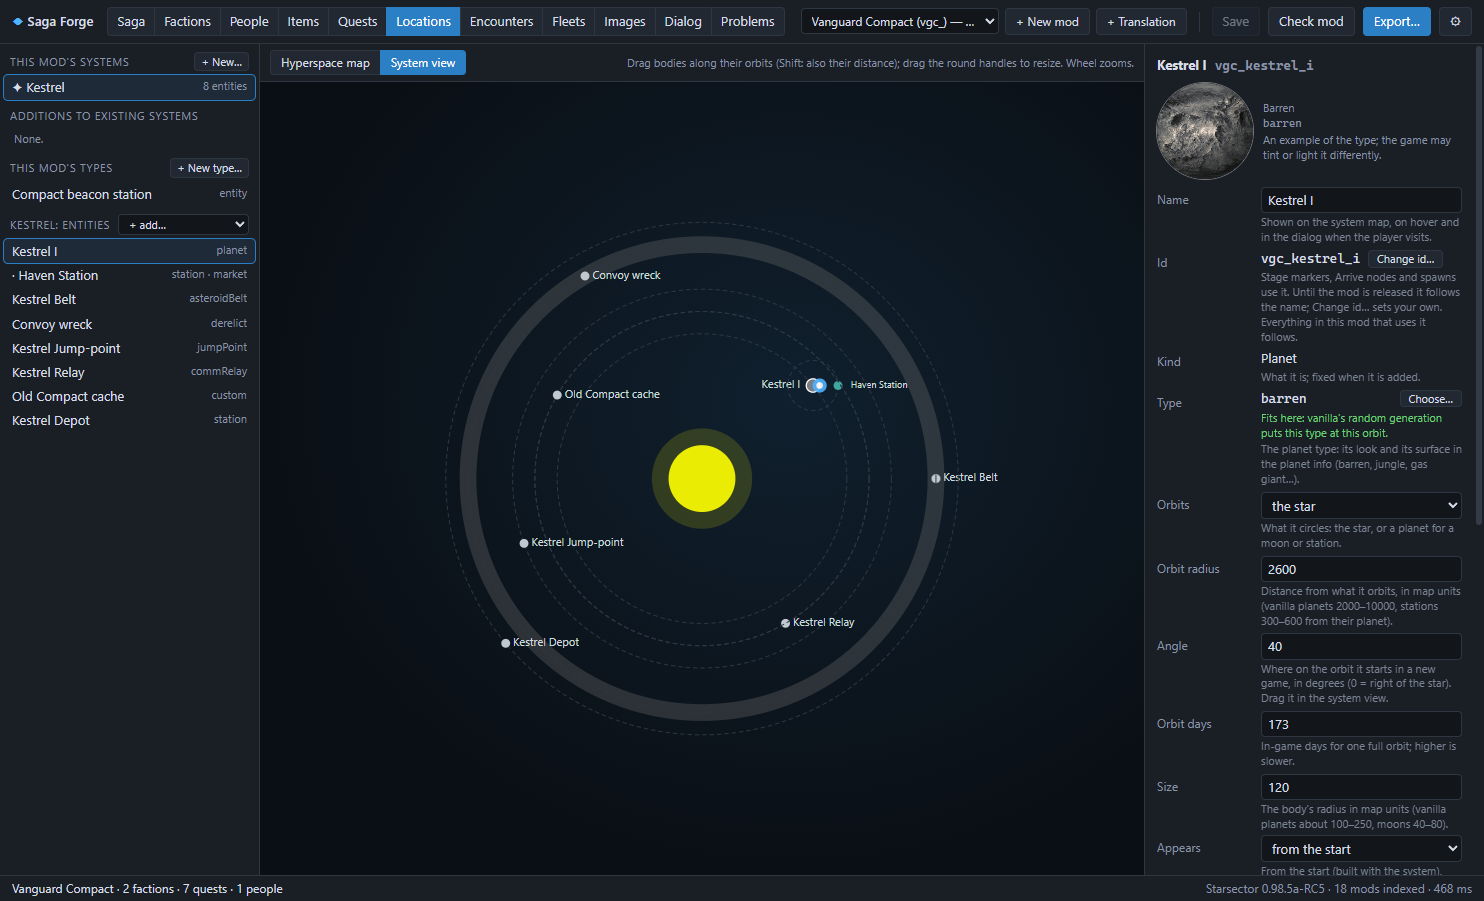 Saga Forge
Saga
Factions
People
Items
Quests
Locations
Encounters
Fleets
Images
Dialog
Problems
Vanguard Compact (vgc_) — ...
+ New mod
+ Translation
Save
Check mod
Export...
THIS MOD'S SYSTEMS
+ New...
✦ Kestrel
8 entities
ADDITIONS TO EXISTING SYSTEMS
None.
THIS MOD'S TYPES
+ New type...
Compact beacon station
entity
KESTREL: ENTITIES
+ add...
Kestrel I
planet
· Haven Station
station · market
Kestrel Belt
asteroidBelt
Convoy wreck
derelict
Kestrel Jump-point
jumpPoint
Kestrel Relay
commRelay
Old Compact cache
custom
Kestrel Depot
station
Hyperspace map
System view
Drag bodies along their orbits (Shift: also their distance); drag the round handles to resize. Wheel zooms.
Convoy wreck
Kestrel I
Haven Station
Old Compact cache
Kestrel Belt
Kestrel Jump-point
Kestrel Relay
Kestrel Depot
Kestrel I vgc_kestrel_i
Barren
barren
An example of the type; the game may
tint or light it differently.
Name
Kestrel I
Shown on the system map, on hover and
in the dialog when the player visits.
Id
vgc_kestrel_i
Change id...
Stage markers, Arrive nodes and spawns
use it. Until the mod is released it follows
the name; Change id... sets your own.
Everything in this mod that uses it
follows.
Kind
Planet
What it is; fixed when it is added.
Type
barren
Choose...
Fits here: vanilla's random generation
puts this type at this orbit.
The planet type: its look and its surface in
the planet info (barren, jungle, gas
giant...).
Orbits
the star
What it circles: the star, or a planet for a
moon or station.
Orbit radius
2600
Distance from what it orbits, in map units
(vanilla planets 2000–10000, stations
300–600 from their planet).
Angle
40
Where on the orbit it starts in a new
game, in degrees (0 = right of the star).
Drag it in the system view.
Orbit days
173
In-game days for one full orbit; higher is
slower.
Size
120
The body's radius in map units (vanilla
planets about 100–250, moons 40–80).
Appears
from the start
From the start (built with the system),
Vanguard Compact · 2 factions · 7 quests · 1 people
Starsector 0.98.5a-RC5 · 18 mods indexed · 468 ms